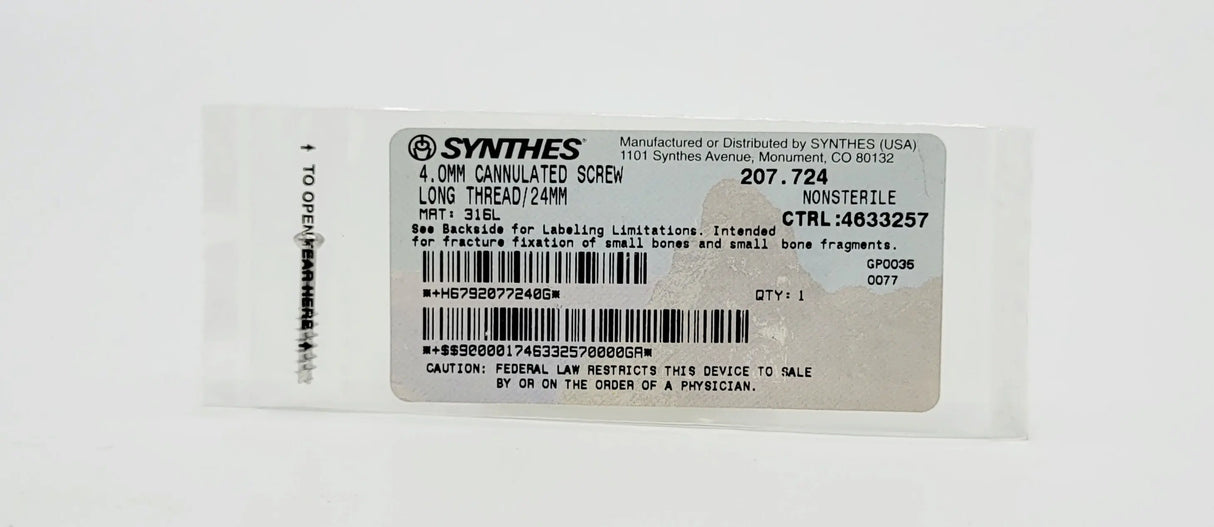 SYNTHES
Manufactured or Distributed by SYNTHES (USA)
1101 Synthes Avenue, Monument, CO 80132
4.0MM CANNULATED SCREW
207.724
LONG THREAD/24MM
NONSTERILE
MAT: 316L
CTRL:4633257
See Backside for Labeling Limitations. Intended
for fracture fixation of small bones and small bone fragments.
GP0035
0077
*+H6792077240G*
QTY: 1
*+$$900001746332570000GA*
CAUTION: FEDERAL LAW RESTRICTS THIS DEVICE TO SALE
BY OR ON THE ORDER OF A PHYSICIAN.
↑ TO OPEN TEAR HERE ↑